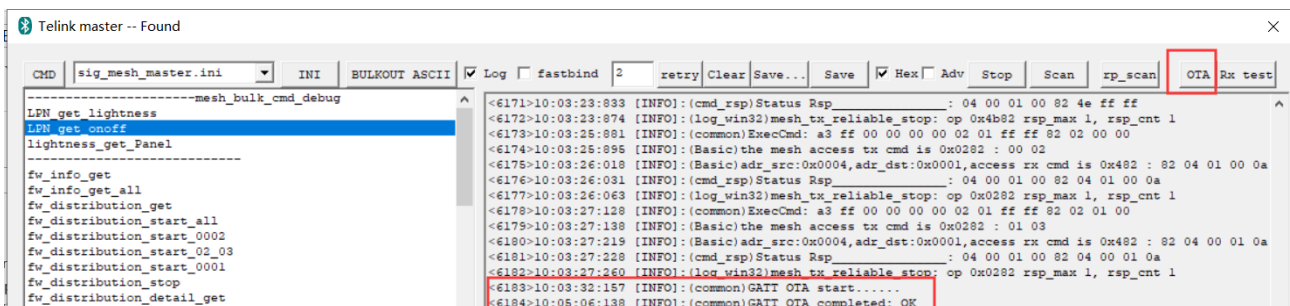 Telink master -- Found
CMD sig_mesh_master.ini INI BULKOUT ASCII Log fastbind 2 retry Clear Save... Save Hex Adv Stop Scan rp_scan OTA Rx test
----------------------mesh_bulk_cmd_debug
LPN_get_lightness
LPN_get_onoff
lightness_get_Panel
----------------------------
fw_info_get
fw_info_get_all
fw_distribution_get
fw_distribution_start_all
fw_distribution_start_0002
fw_distribution_start_02_03
fw_distribution_start_0001
fw_distribution_stop
fw_distribution_detail_get
<6171>10:03:23:833 [INFO]:(cmd_rsp)Status Rsp________________: 04 00 01 00 82 4e ff ff
<6172>10:03:23:874 [INFO]:(log_win32)mesh_tx_reliable_stop: op 0x4b82 rsp_max 1, rsp_cnt 1
<6173>10:03:25:881 [INFO]:(common)ExecCmd: a3 ff 00 00 00 00 02 01 ff ff 82 02 00 00
<6174>10:03:25:895 [INFO]:(Basic)the mesh access tx cmd is 0x0282 : 00 02
<6175>10:03:26:018 [INFO]:(Basic)adr_src:0x0004,adr_dst:0x0001,access rx cmd is 0x482 : 82 04 01 00 0a
<6176>10:03:26:031 [INFO]:(cmd_rsp)Status Rsp________________: 04 00 01 00 82 04 01 00 0a
<6177>10:03:26:063 [INFO]:(log_win32)mesh_tx_reliable_stop: op 0x0282 rsp_max 1, rsp_cnt 1
<6178>10:03:27:128 [INFO]:(common)ExecCmd: a3 ff 00 00 00 00 02 01 ff ff 82 02 01 00
<6179>10:03:27:138 [INFO]:(Basic)the mesh access tx cmd is 0x0282 : 01 03
<6180>10:03:27:219 [INFO]:(Basic)adr_src:0x0004,adr_dst:0x0001,access rx cmd is 0x482 : 82 04 00 01 0a
<6181>10:03:27:228 [INFO]:(cmd_rsp)Status Rsp________________: 04 00 01 00 82 04 00 01 0a
<6182>10:03:27:260 [INFO]:(log_win32)mesh_tx_reliable_stop: op 0x0282 rsp_max 1, rsp_cnt 1
<6183>10:03:32:157 [INFO]:(common)GATT OTA start......
<6184>10:05:06:138 [INFO]:(common)GATT OTA completed: OK